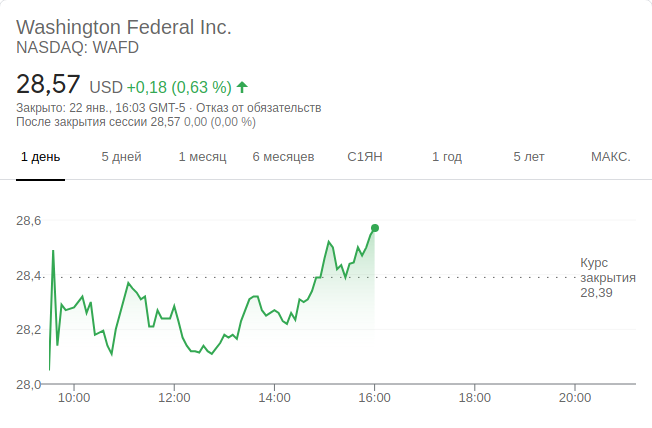 Washington Federal Inc.
NASDAQ: WAFD
28,57 USD +0,18 (0,63 %)
Закрыто: 22 янв., 16:03 GMT-5 · Отказ от обязательств
После закрытия сессии 28,57 0,00 (0,00 %)
1 день 5 дней 1 месяц 6 месяцев С1ЯН 1 год 5 лет МАКС.
28,6
28,4
28,2
28,0
Курс
закрытия
28,39
10:00 12:00 14:00 16:00 18:00 20:00